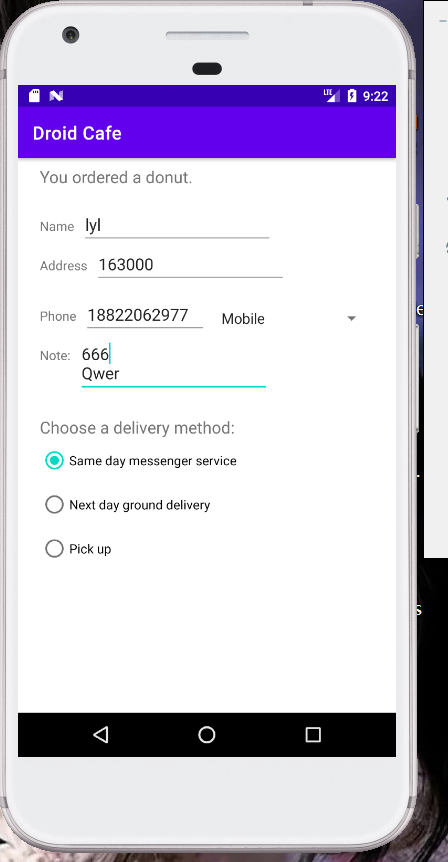 LTE 9:22
Droid Cafe
You ordered a donut.
Name lyl
Address 163000
Phone 18822062977 Mobile
Note: 666
Qwer
Choose a delivery method:
Same day messenger service
Next day ground delivery
Pick up